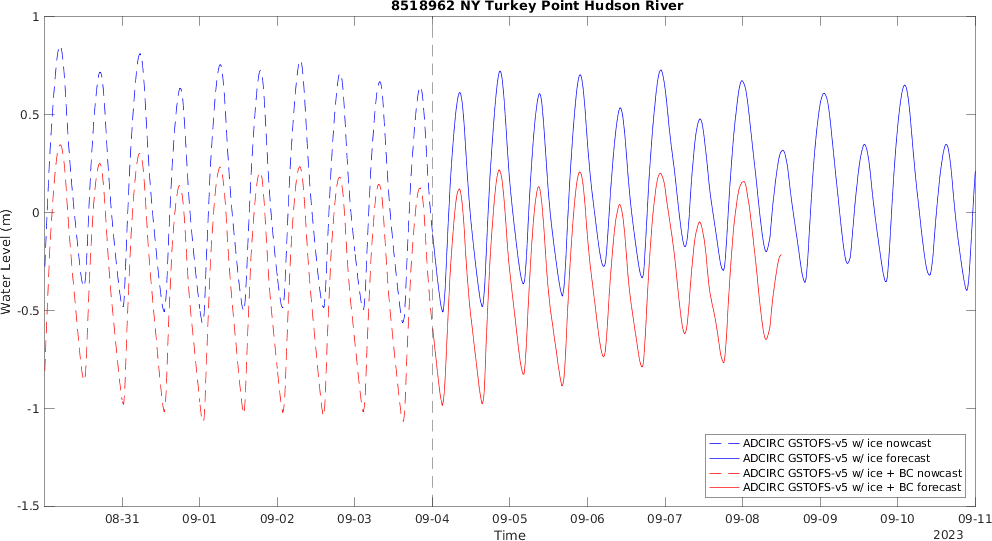 8518962 NY Turkey Point Hudson River
Water Level (m)
1
0.5
0
-0.5
-1
-1.5
08-31 09-01 09-02 09-03 09-04 09-05 09-06 09-07 09-08 09-09 09-10 09-11
Time
2023
ADCIRC GSTOFS-v5 w/ ice nowcast
ADCIRC GSTOFS-v5 w/ ice forecast
ADCIRC GSTOFS-v5 w/ ice + BC nowcast
ADCIRC GSTOFS-v5 w/ ice + BC forecast